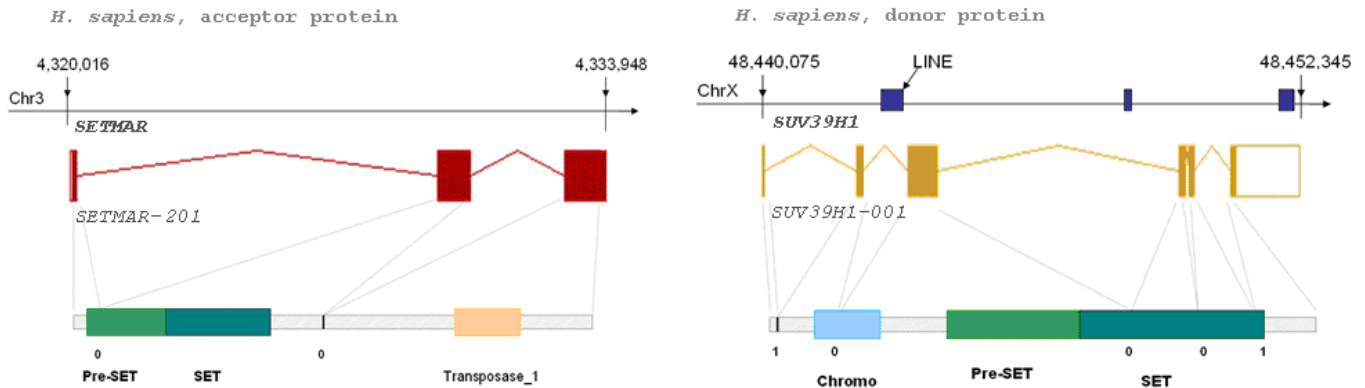 H. sapiens, acceptor protein
4,320,016
4,333,948
Chr3
SETMAR
SETMAR-201
0
0
Pre-SET
SET
Transposase_1
H. sapiens, donor protein
48,440,075
LINE
48,452,345
ChrX
SUV39H1
SUV39H1-001
1
0
0
0
1
Chromo
Pre-SET
SET